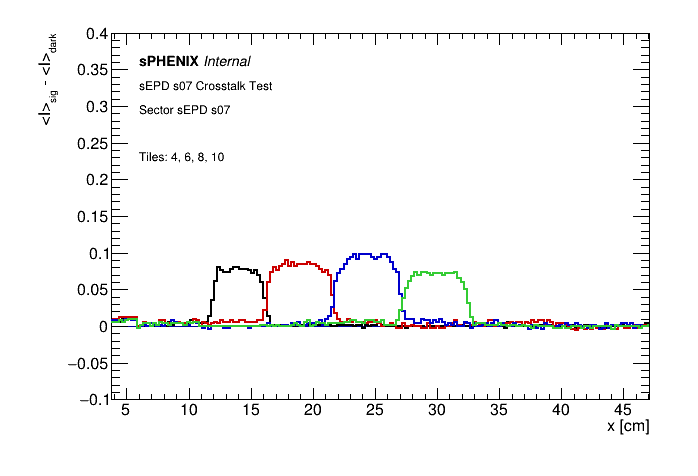 0.4
0.35
0.3
0.25
0.2
0.15
0.1
0.05
0
−0.05
−0.1
<I>sig - <I>dark
sPHENIX Internal
sEPD s07 Crosstalk Test
Sector sEPD s07
Tiles: 4, 6, 8, 10
5 10 15 20 25 30 35 40 45
x [cm]